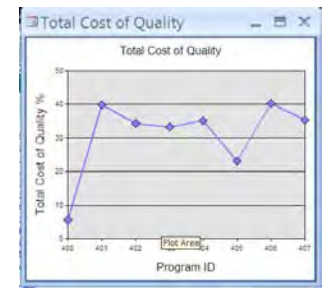 Total Cost of Quality
Total Cost of Quality
Total Cost of Quality %
50
40
30
20
10
0
400 401 402 404 405 406 407
Plot Area
Program ID